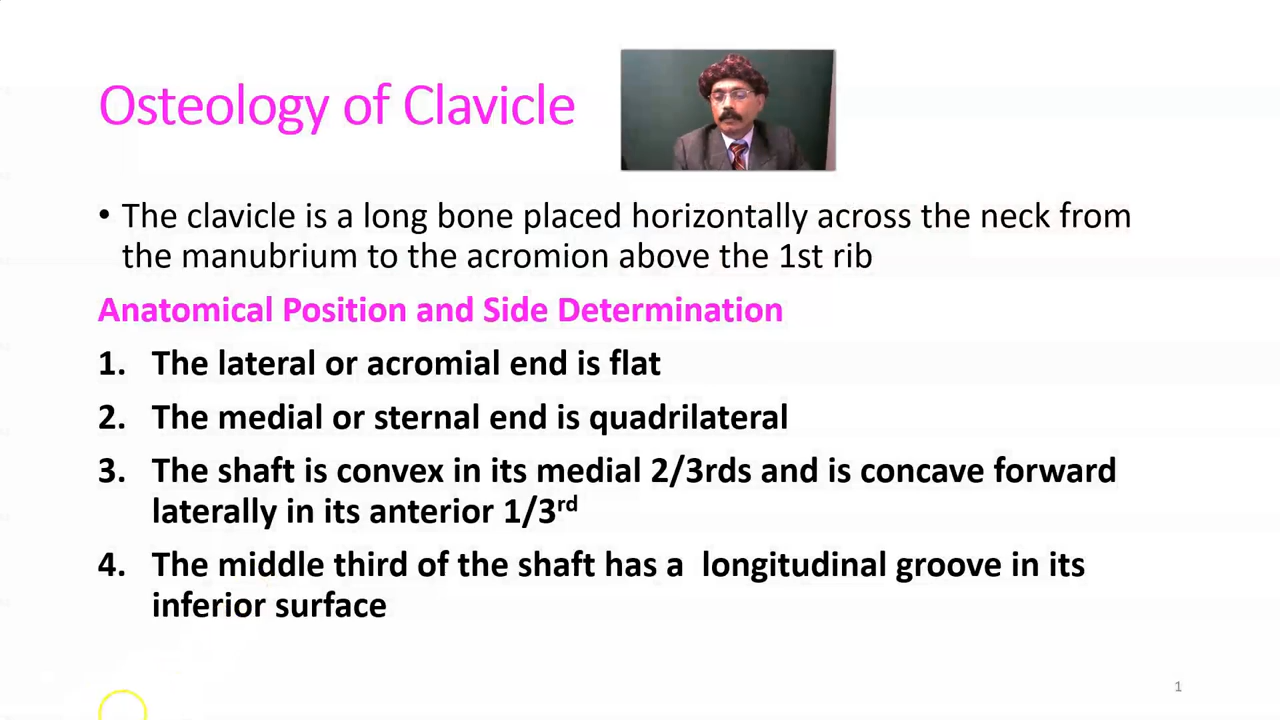 Osteology of Clavicle
• The clavicle is a long bone placed horizontally across the neck from
the manubrium to the acromion above the 1st rib
Anatomical Position and Side Determination
1. The lateral or acromial end is flat
2. The medial or sternal end is quadrilateral
3. The shaft is convex in its medial 2/3rds and is concave forward
laterally in its anterior 1/3rd
4. The middle third of the shaft has a longitudinal groove in its
inferior surface
1